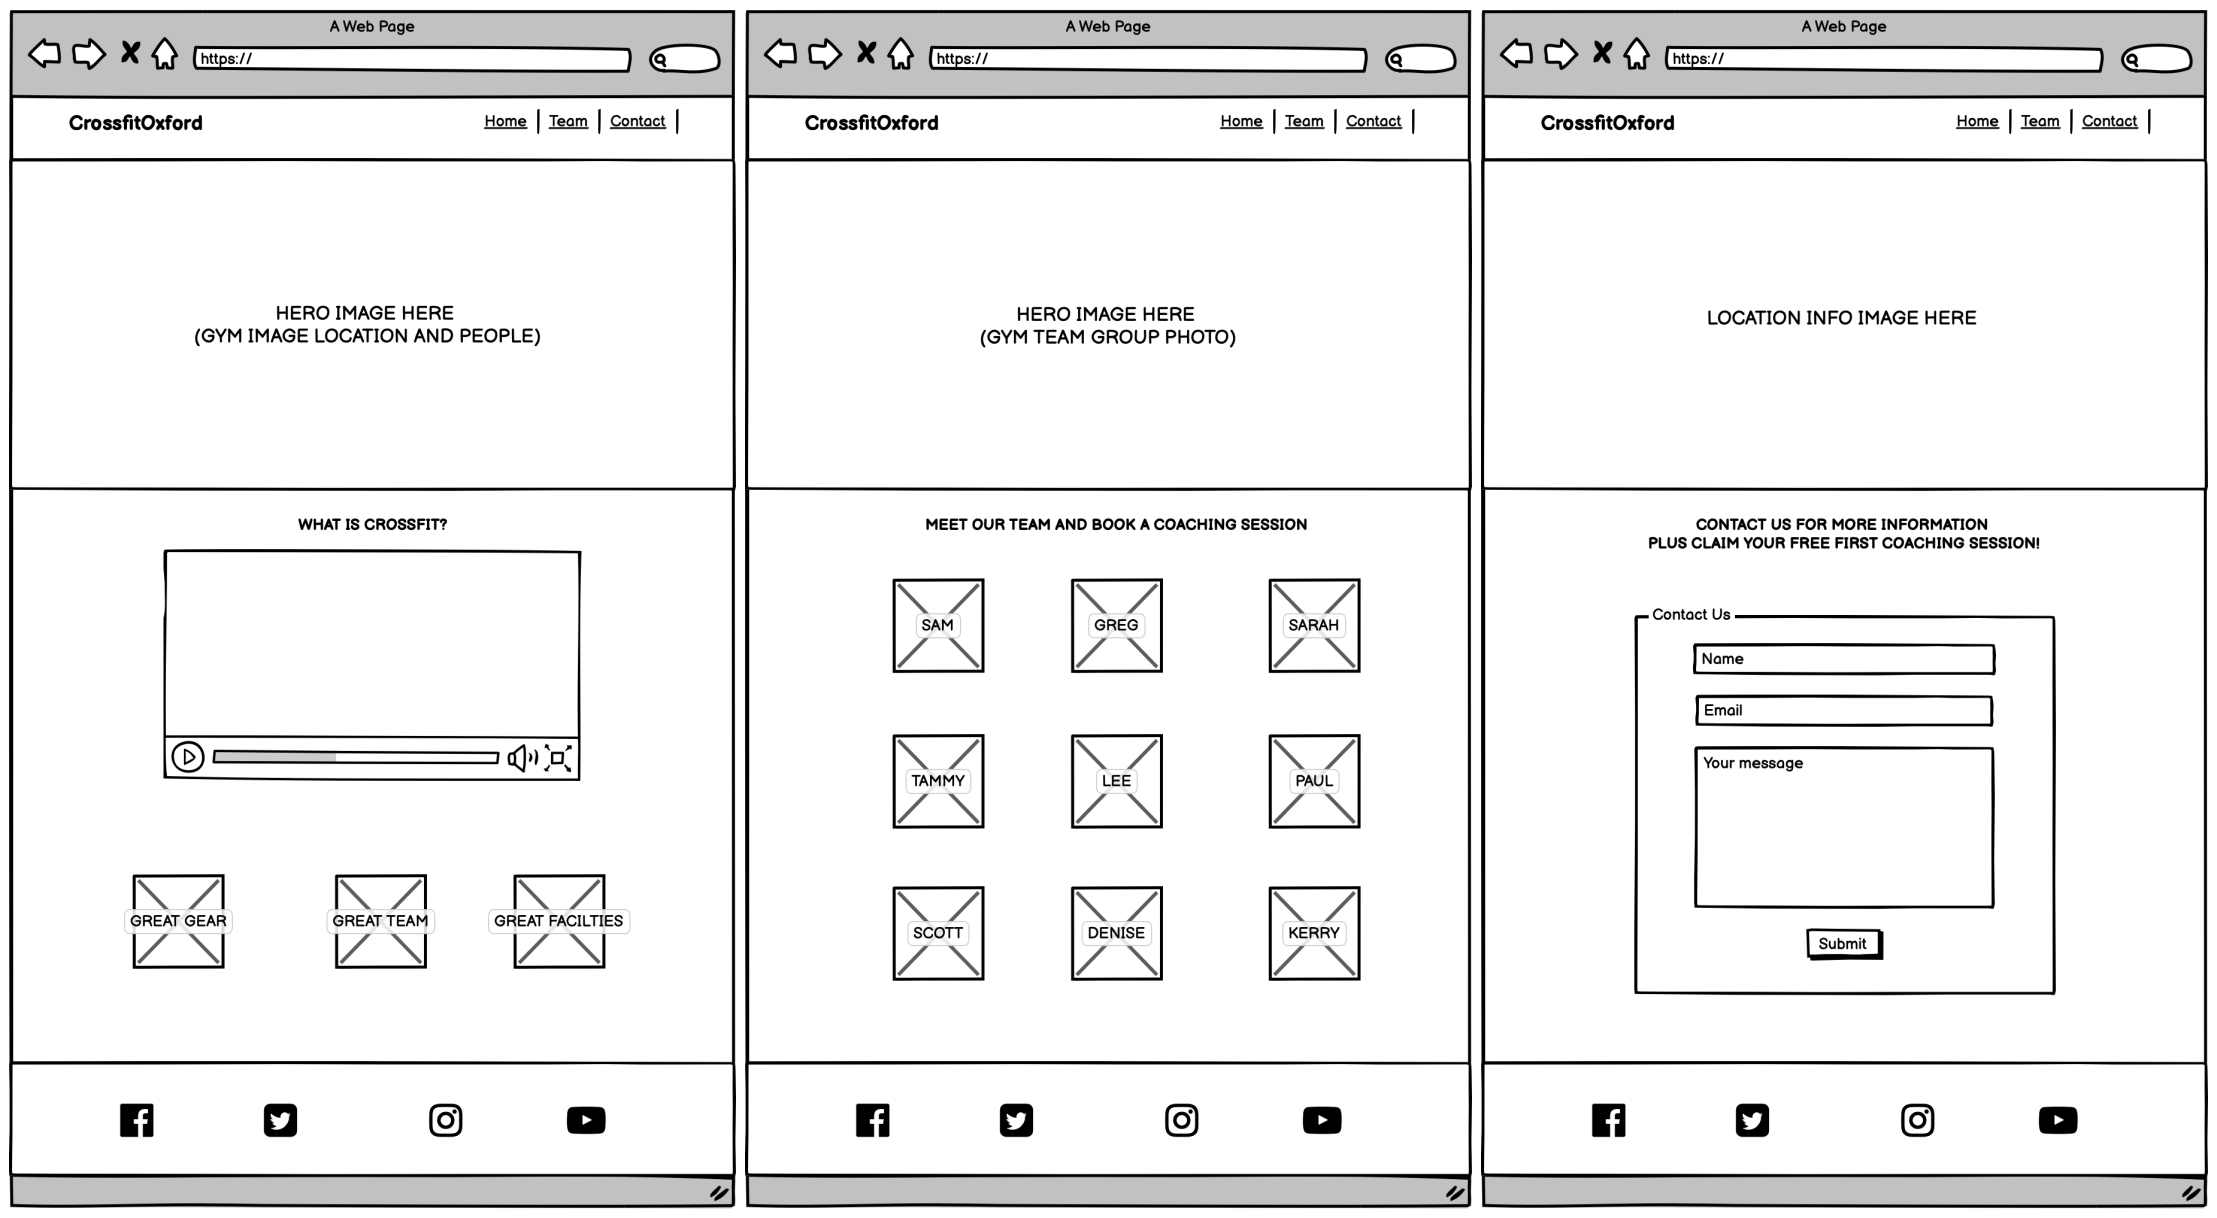 A Web Page
https://
CrossfitOxford
Home
Team
Contact
HERO IMAGE HERE
(GYM IMAGE LOCATION AND PEOPLE)
WHAT IS CROSSFIT?
GREAT GEAR
GREAT TEAM
GREAT FACILTIES
A Web Page
https://
CrossfitOxford
Home
Team
Contact
HERO IMAGE HERE
(GYM TEAM GROUP PHOTO)
MEET OUR TEAM AND BOOK A COACHING SESSION
SAM
GREG
SARAH
TAMMY
LEE
PAUL
SCOTT
DENISE
KERRY
A Web Page
https://
CrossfitOxford
Home
Team
Contact
LOCATION INFO IMAGE HERE
CONTACT US FOR MORE INFORMATION
PLUS CLAIM YOUR FREE FIRST COACHING SESSION!
Contact Us
Name
Email
Your message
Submit